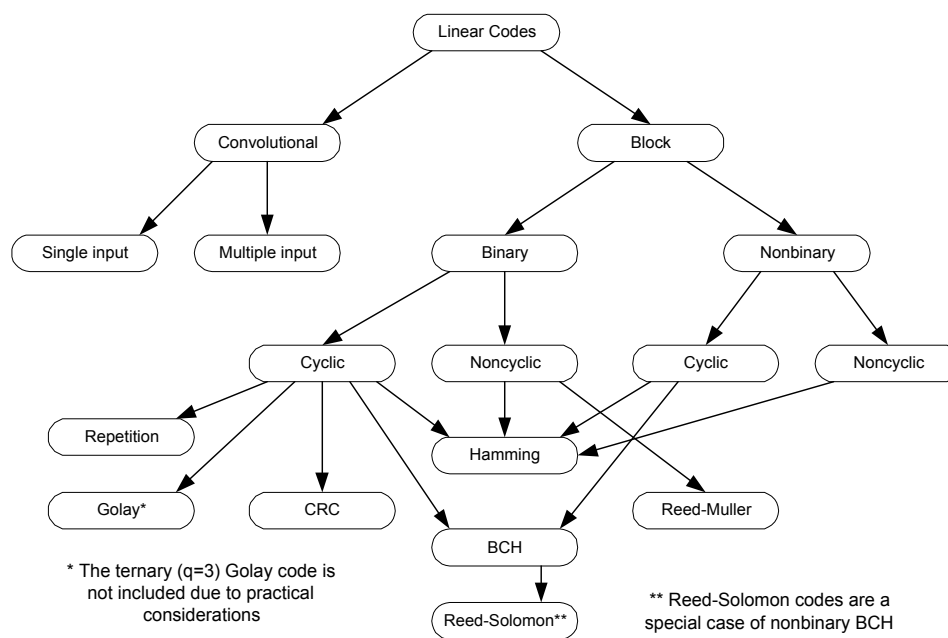 Linear Codes
Convolutional
Block
Single input
Multiple input
Binary
Nonbinary
Cyclic
Noncyclic
Cyclic
Noncyclic
Repetition
Hamming
Golay*
CRC
Reed-Muller
BCH
* The ternary (q=3) Golay code is
not included due to practical
considerations
Reed-Solomon**
** Reed-Solomon codes are a
special case of nonbinary BCH